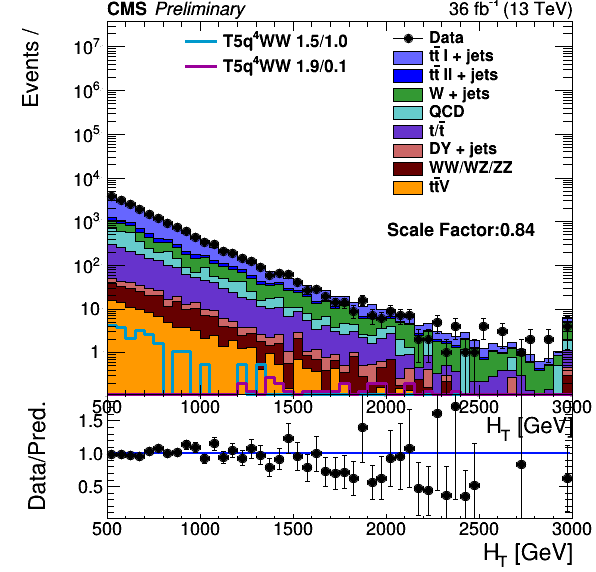 CMS Preliminary 36 fb⁻¹ (13 TeV)
Events /
T5q⁴WW 1.5/1.0
T5q⁴WW 1.9/0.1
Data
tt̄ l + jets
tt̄ ll + jets
W + jets
QCD
t/t̄
DY + jets
WW/WZ/ZZ
tt̄V
Scale Factor:0.84
10⁷
10⁶
10⁵
10⁴
10³
10²
10
1
500 1000 1500 2000 2500 3000
H_T [GeV]
Data/Pred.
1.5
1.0
0.5
500 1000 1500 2000 2500 3000
H_T [GeV]